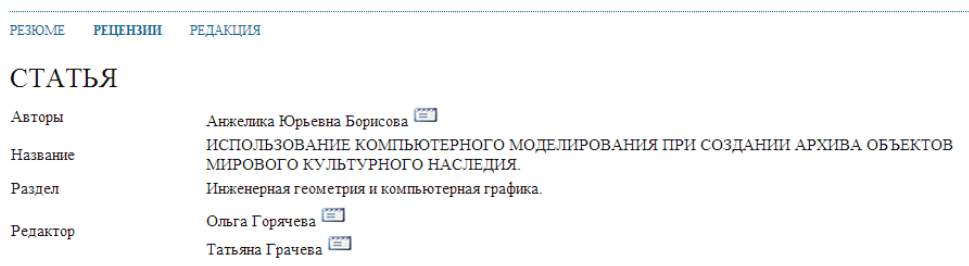 РЕЗЮМЕ РЕЦЕНЗИИ РЕДАКЦИЯ
СТАТЬЯ
Авторы Анжелика Юрьевна Борисова
Название ИСПОЛЬЗОВАНИЕ КОМПЬЮТЕРНОГО МОДЕЛИРОВАНИЯ ПРИ СОЗДАНИИ АРХИВА ОБЪЕКТОВ
МИРОВОГО КУЛЬТУРНОГО НАСЛЕДИЯ.
Раздел Инженерная геометрия и компьютерная графика.
Редактор Ольга Горячева
Татьяна Грачева